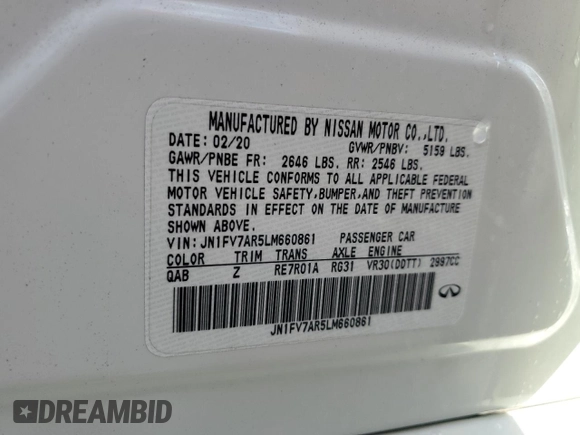 MANUFACTURED BY NISSAN MOTOR CO.,LTD.
DATE: 02/20 GVWR/PNBV: 5159 LBS.
GAWR/PNBE FR: 2646 LBS. RR: 2546 LBS.
THIS VEHICLE CONFORMS TO ALL APPLICABLE FEDERAL
MOTOR VEHICLE SAFETY,BUMPER,AND THEFT PREVENTION
STANDARDS IN EFFECT ON THE DATE OF MANUFACTURE
SHOWN ABOVE.
VIN: JN1FV7AR5LM660861 PASSENGER CAR
COLOR TRIM TRANS AXLE ENGINE
QAB Z RE7R01A RG31 VR30(DDTT) 2997CC
JN1FV7AR5LM660861
DREAMBID